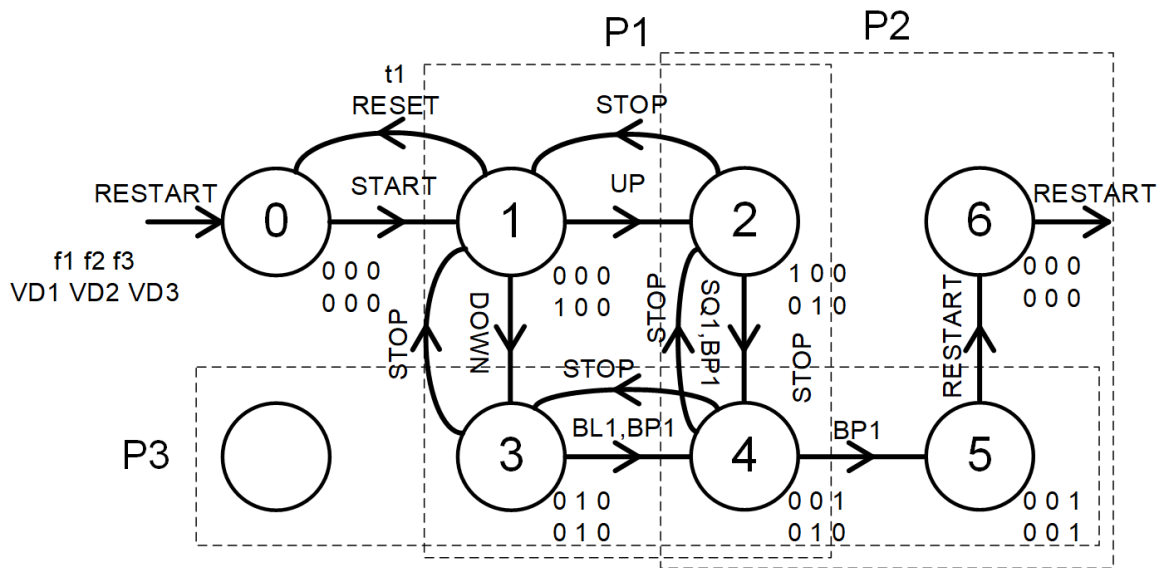 P1
P2
t1
RESET
STOP
RESTART
START
UP
RESTART
0
1
2
6
f1 f2 f3
VD1 VD2 VD3
0 0 0
0 0 0
0 0 0
1 0 0
1 0 0
0 1 0
0 0 0
0 0 0
STOP
DOWN
STOP
SQ1,BP1
STOP
RESTART
STOP
P3
BL1,BP1
BP1
3
4
5
0 1 0
0 1 0
0 0 1
0 1 0
0 0 1
0 0 1